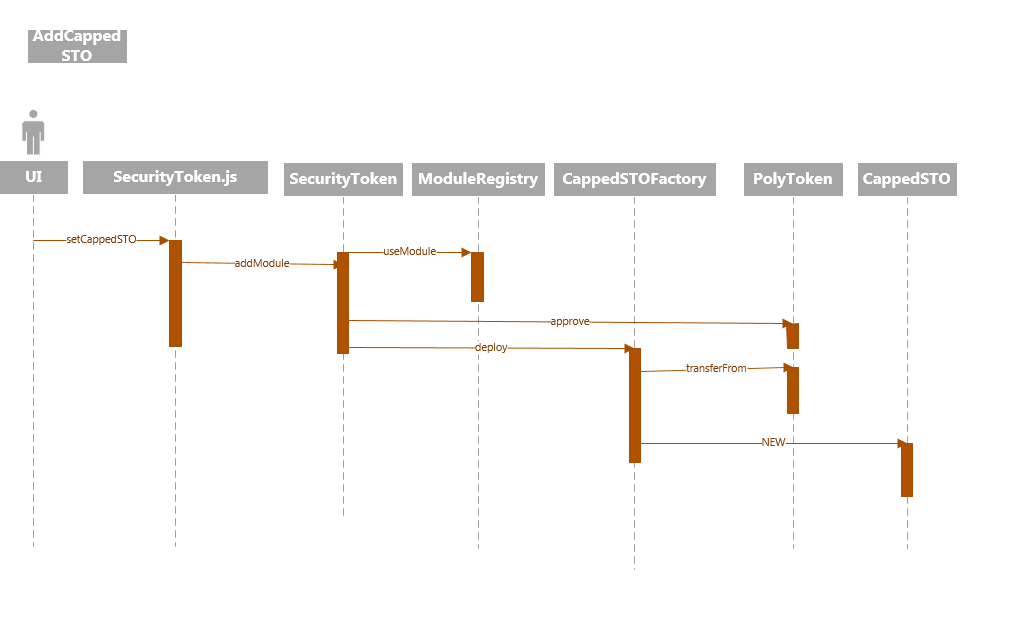 AddCapped
STO
UI
SecurityToken.js
SecurityToken
ModuleRegistry
CappedSTOFactory
PolyToken
CappedSTO
setCappedSTO
useModule
addModule
approve
deploy
transferFrom
NEW